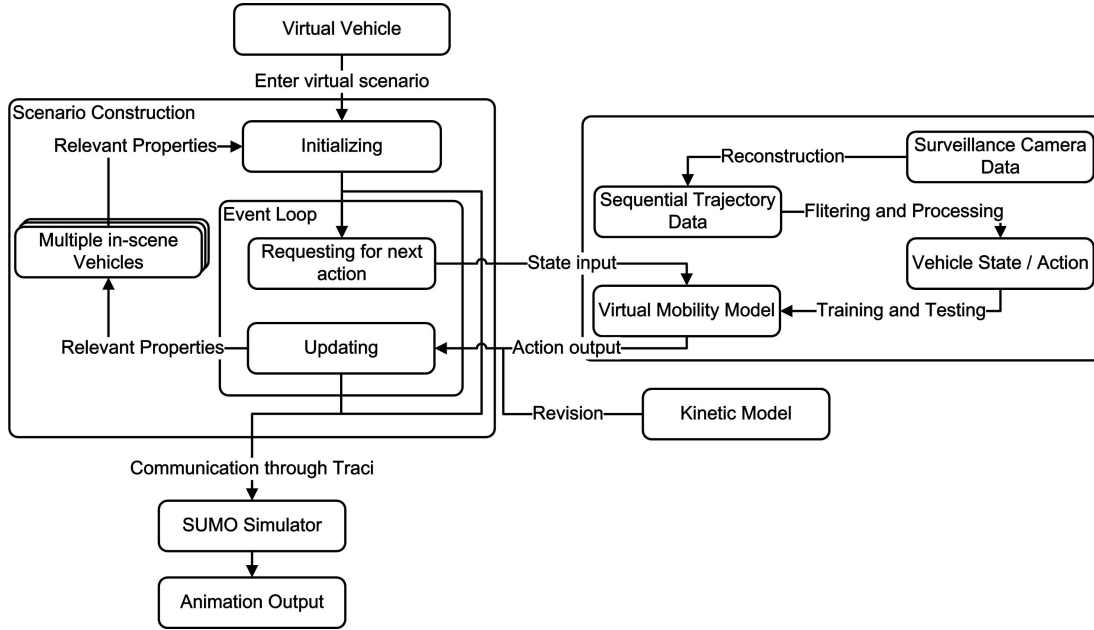 Virtual Vehicle
Enter virtual scenario
Scenario Construction
Relevant Properties
Initializing
Event Loop
Multiple in-scene
Vehicles
Requesting for next
action
Relevant Properties
Updating
State input
Action output
Reconstruction
Surveillance Camera
Data
Sequential Trajectory
Data
Flitering and Processing
Vehicle State / Action
Virtual Mobility Model
Training and Testing
Revision
Kinetic Model
Communication through Traci
SUMO Simulator
Animation Output